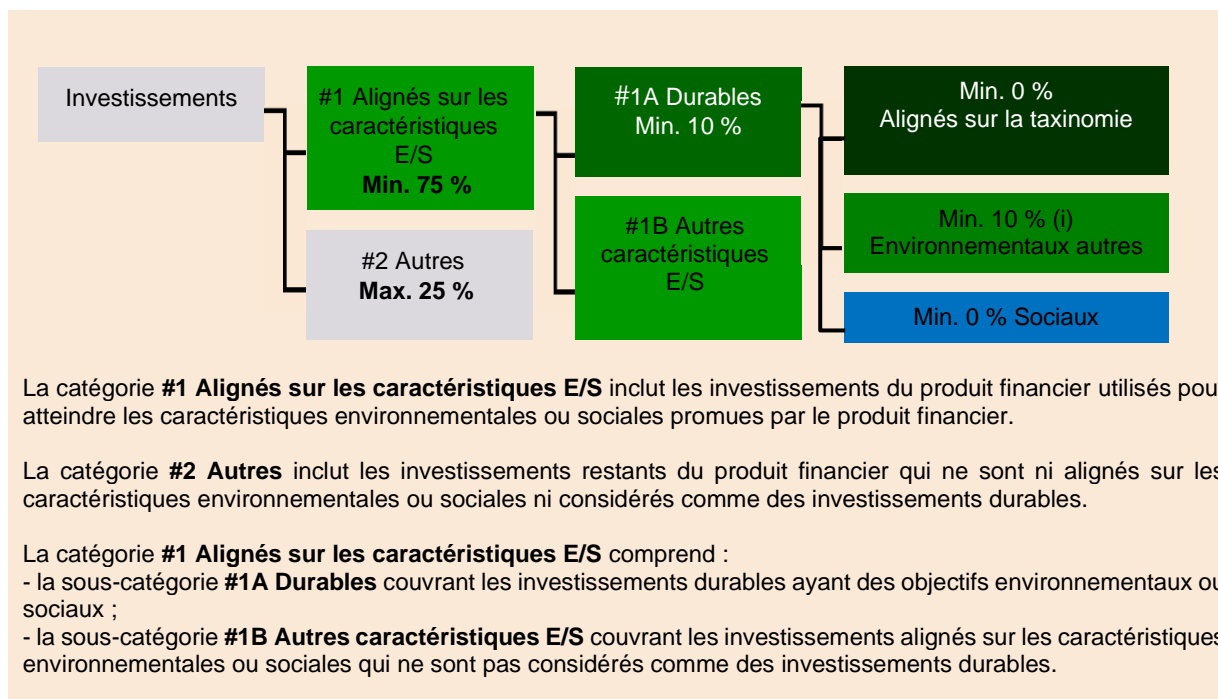 Investissements
#1 Alignés sur les
caractéristiques
E/S
Min. 75 %
#2 Autres
Max. 25 %
#1A Durables
Min. 10 %
#1B Autres
caractéristiques
E/S
Min. 0 %
Alignés sur la taxinomie
Min. 10 % (i)
Environnementaux autres
Min. 0 % Sociaux
La catégorie #1 Alignés sur les caractéristiques E/S inclut les investissements du produit financier utilisés pou
atteindre les caractéristiques environnementales ou sociales promues par le produit financier.
La catégorie #2 Autres inclut les investissements restants du produit financier qui ne sont ni alignés sur les
caractéristiques environnementales ou sociales ni considérés comme des investissements durables.
La catégorie #1 Alignés sur les caractéristiques E/S comprend :
- la sous-catégorie #1A Durables couvrant les investissements durables ayant des objectifs environnementaux ou
sociaux ;
- la sous-catégorie #1B Autres caractéristiques E/S couvrant les investissements alignés sur les caractéristiques
environnementales ou sociales qui ne sont pas considérés comme des investissements durables.